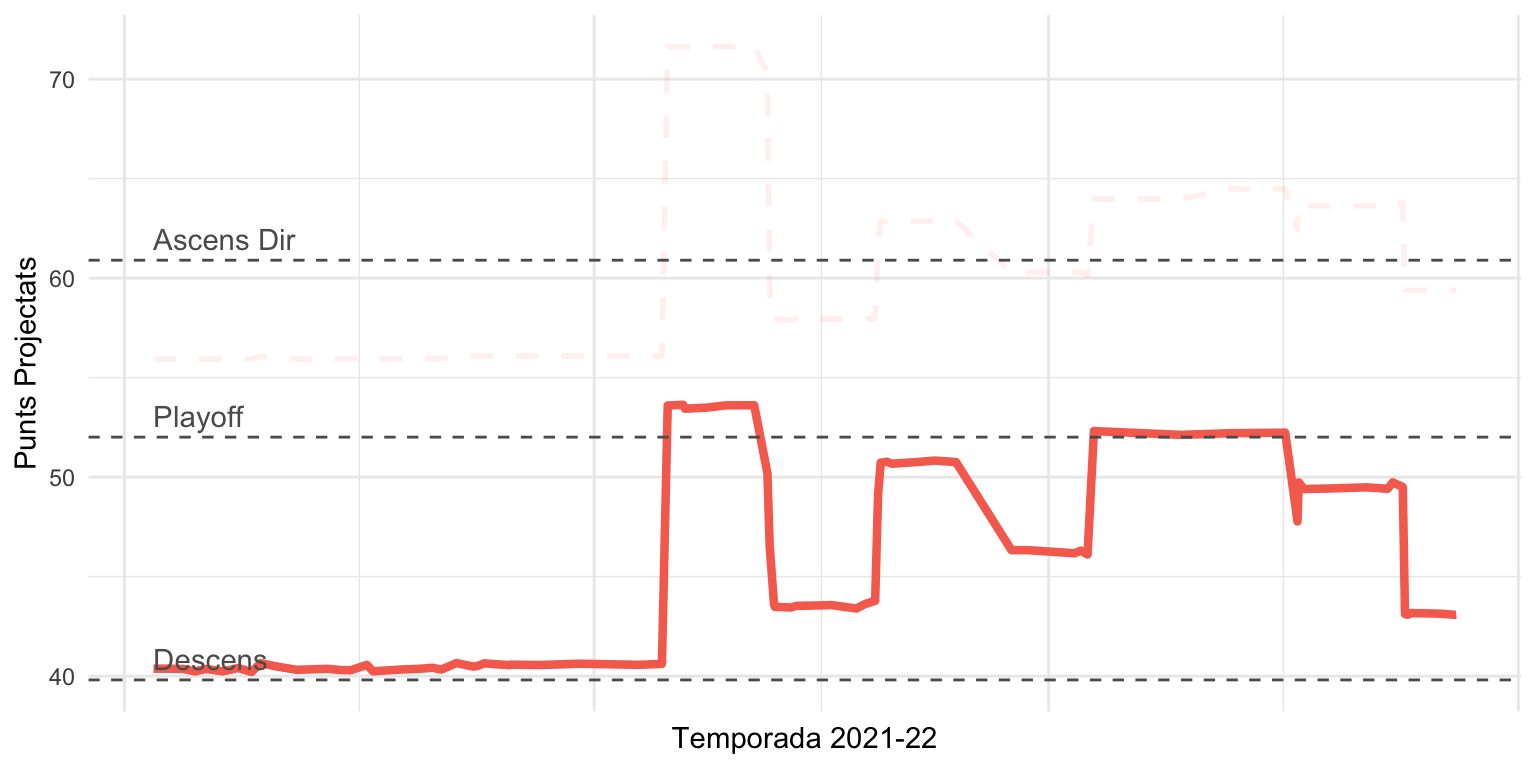 70
Ascens Dir
60
Playoff
50
Descens
40
Punts Projectats
Temporada 2021-22